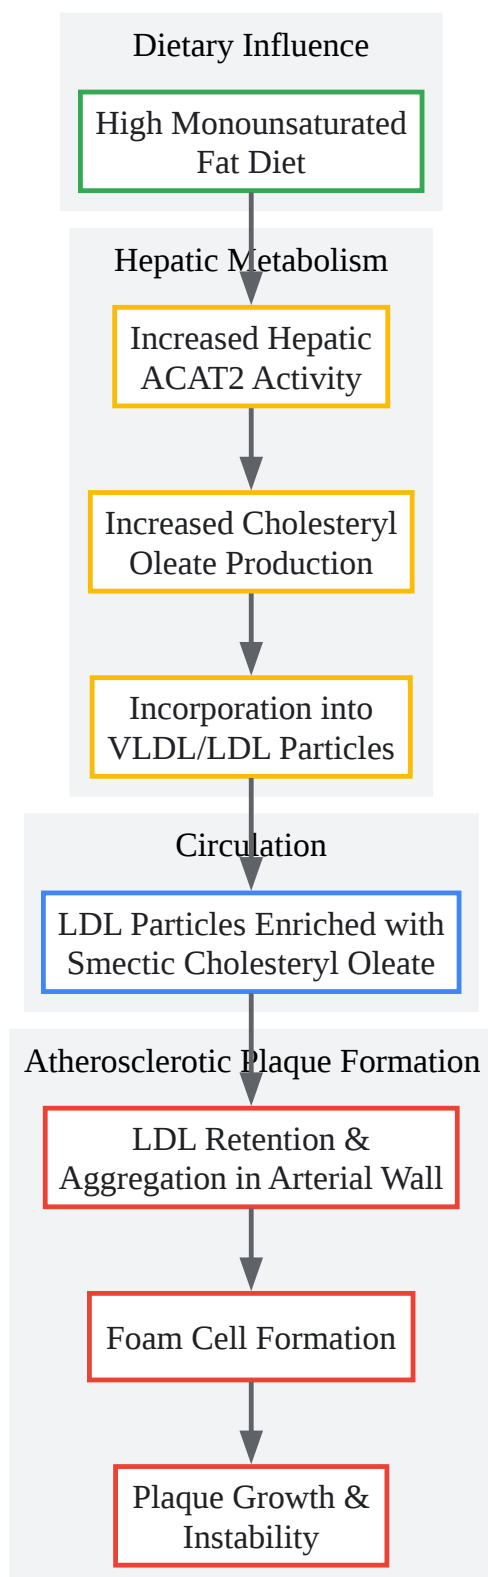 Dietary Influence
High Monounsaturated
Fat Diet
Hepatic Metabolism
Increased Hepatic
ACAT2 Activity
Increased Cholesteryl
Oleate Production
Incorporation into
VLDL/LDL Particles
Circulation
LDL Particles Enriched with
Smectic Cholesteryl Oleate
Atherosclerotic Plaque Formation
LDL Retention &
Aggregation in Arterial Wall
Foam Cell Formation
Plaque Growth &
Instability